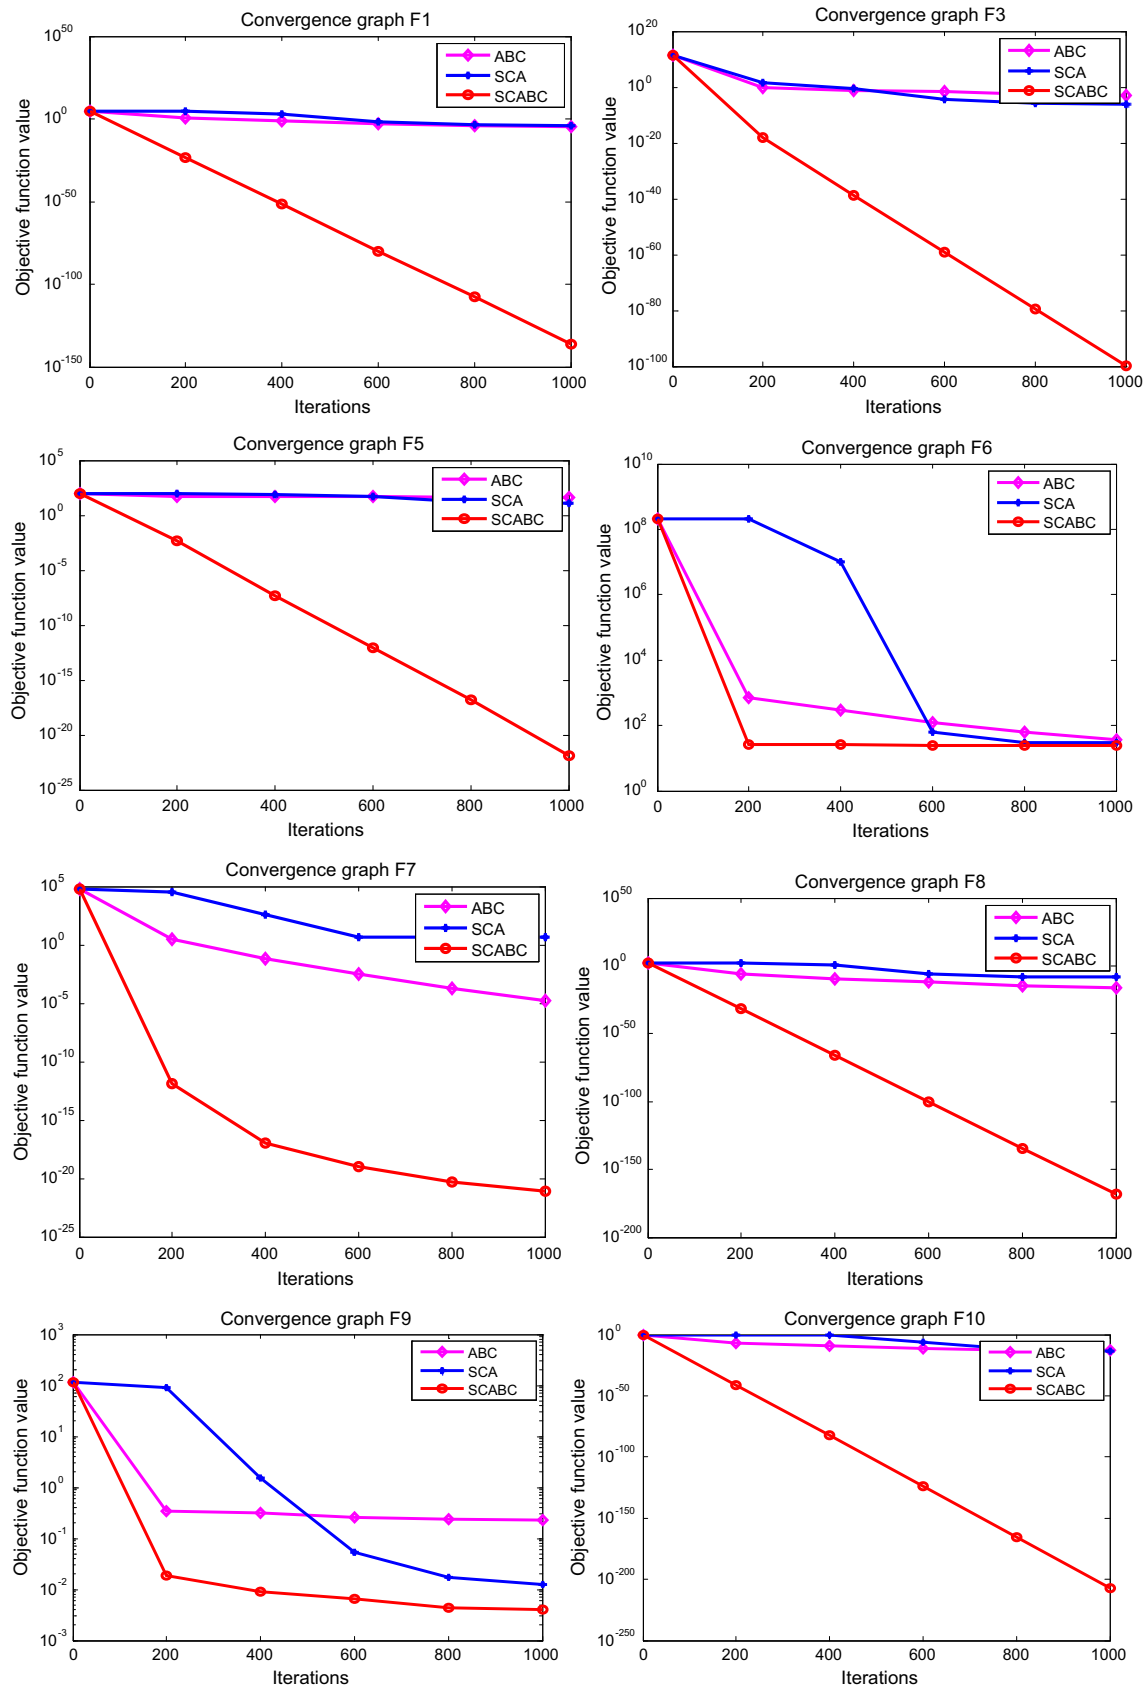 Convergence graph F1
10^50
10^0
10^-50
10^-100
10^-150
Objective function value
ABC
SCA
SCABC
0 200 400 600 800 1000
Iterations
Convergence graph F3
10^20
10^0
10^-20
10^-40
10^-60
10^-80
10^-100
Objective function value
ABC
SCA
SCABC
0 200 400 600 800 1000
Iterations
Convergence graph F5
10^5
10^0
10^-5
10^-10
10^-15
10^-20
10^-25
Objective function value
ABC
SCA
SCABC
0 200 400 600 800 1000
Iterations
Convergence graph F6
10^10
10^8
10^6
10^4
10^2
10^0
Objective function value
ABC
SCA
SCABC
0 200 400 600 800 1000
Iterations
Convergence graph F7
10^5
10^0
10^-5
10^-10
10^-15
10^-20
10^-25
Objective function value
ABC
SCA
SCABC
0 200 400 600 800 1000
Iterations
Convergence graph F8
10^50
10^0
10^-50
10^-100
10^-150
10^-200
Objective function value
ABC
SCA
SCABC
0 200 400 600 800 1000
Iterations
Convergence graph F9
10^3
10^2
10^1
10^0
10^-1
10^-2
10^-3
Objective function value
ABC
SCA
SCABC
0 200 400 600 800 1000
Iterations
Convergence graph F10
10^0
10^-50
10^-100
10^-150
10^-200
10^-250
Objective function value
ABC
SCA
SCABC
0 200 400 600 800 1000
Iterations